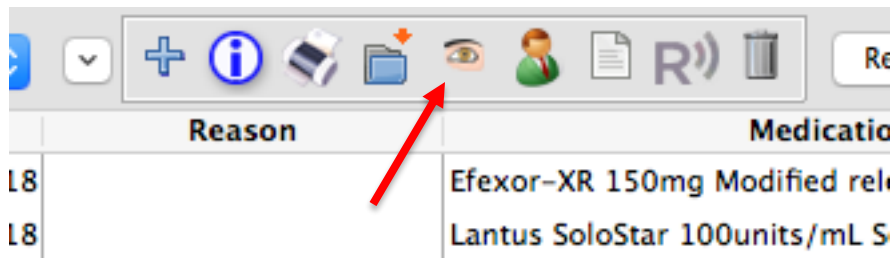 R
Re
Reason Medicatio
18 Efexor-XR 150mg Modified rele
18 Lantus SoloStar 100units/mL S